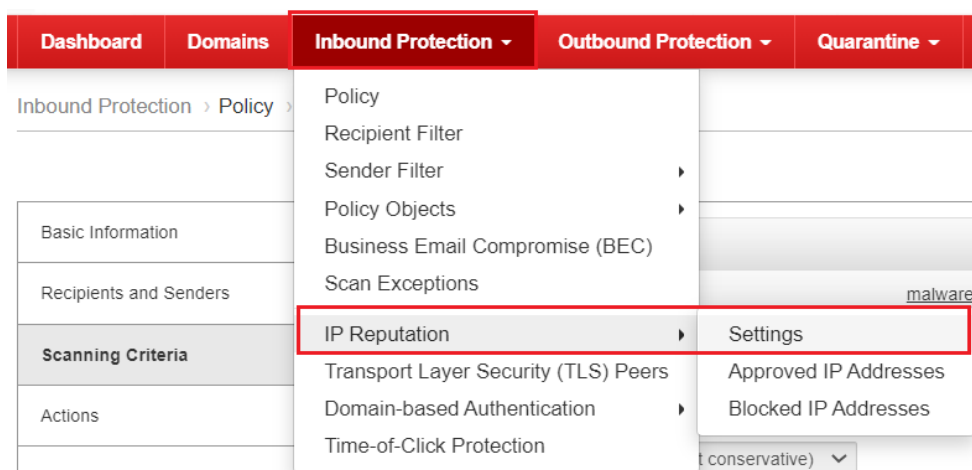 Dashboard Domains Inbound Protection Outbound Protection Quarantine
Inbound Protection › Policy ›
Policy
Recipient Filter
Sender Filter
Policy Objects
Basic Information
Business Email Compromise (BEC)
Scan Exceptions
Recipients and Senders
malware
IP Reputation
Settings
Scanning Criteria
Transport Layer Security (TLS) Peers
Approved IP Addresses
Domain-based Authentication
Blocked IP Addresses
Actions
Time-of-Click Protection
t conservative)